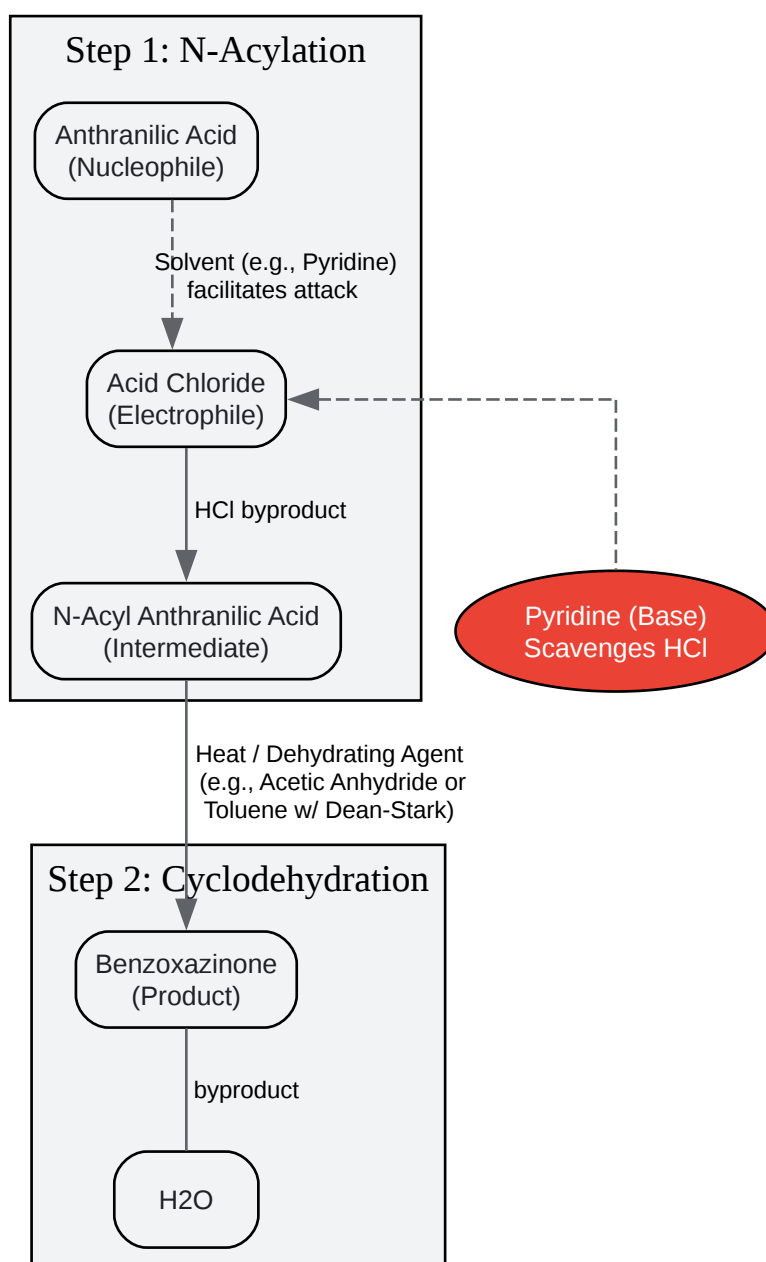 Step 1: N-Acylation
Anthranilic Acid
(Nucleophile)
Solvent (e.g., Pyridine)
facilitates attack
Acid Chloride
(Electrophile)
HCl byproduct
N-Acyl Anthranilic Acid
(Intermediate)
Pyridine (Base)
Scavenges HCl
Heat / Dehydrating Agent
(e.g., Acetic Anhydride or
Toluene w/ Dean-Stark)
Step 2: Cyclodehydration
Benzoxazinone
(Product)
byproduct
H2O